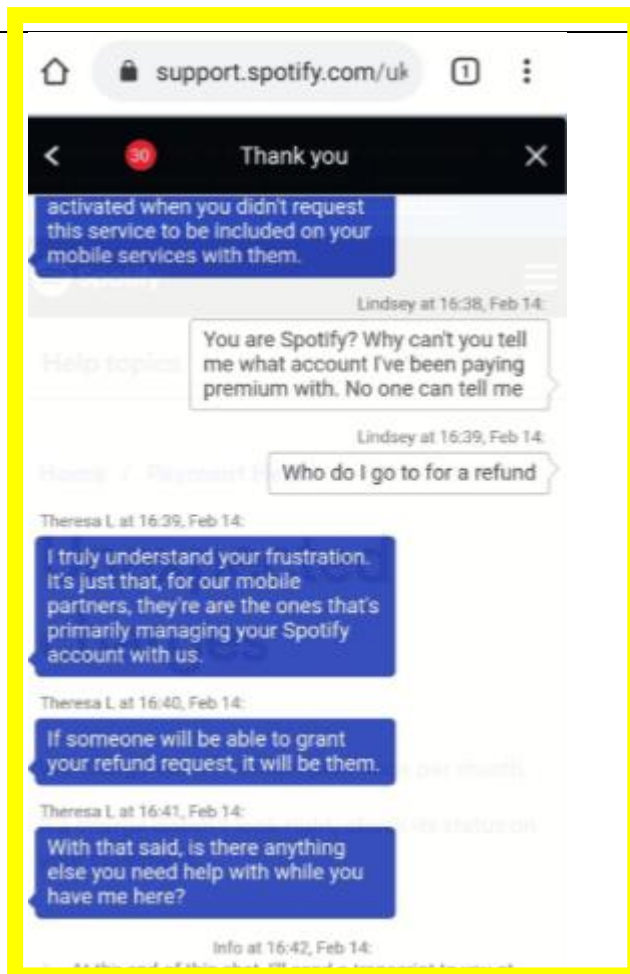 support.spotify.com/uk
1
30
Thank you
activated when you didn't request
this service to be included on your
mobile services with them.
Lindsey at 16:38, Feb 14:
You are Spotify? Why can't you tell
me what account I've been paying
premium with. No one can tell me
Help topics
Lindsey at 16:39, Feb 14:
Who do I go to for a refund
Theresa L at 16:39, Feb 14:
I truly understand your frustration.
It's just that, for our mobile
partners, they're are the ones that's
primarily managing your Spotify
account with us.
Theresa L at 16:40, Feb 14:
If someone will be able to grant
your refund request, it will be them.
per month
Theresa L at 16:41, Feb 14:
With that said, is there anything
else you need help with while you
have me here?
status on
Info at 16:42, Feb 14: